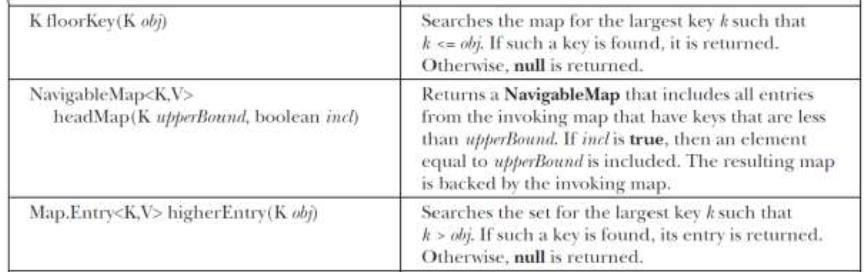 K floorKey(K obj)
Searches the map for the largest key k such that
k <= obj. If such a key is found, it is returned.
Otherwise, null is returned.
NavigableMap<K,V>
headMap(K upperBound, boolean incl)
Returns a NavigableMap that includes all entries
from the invoking map that have keys that are less
than upperBound. If incl is true, then an element
equal to upperBound is included. The resulting map
is backed by the invoking map.
Map.Entry<K,V> higherEntry(K obj)
Searches the set for the largest key k such that
k > obj. If such a key is found, its entry is returned.
Otherwise, null is returned.